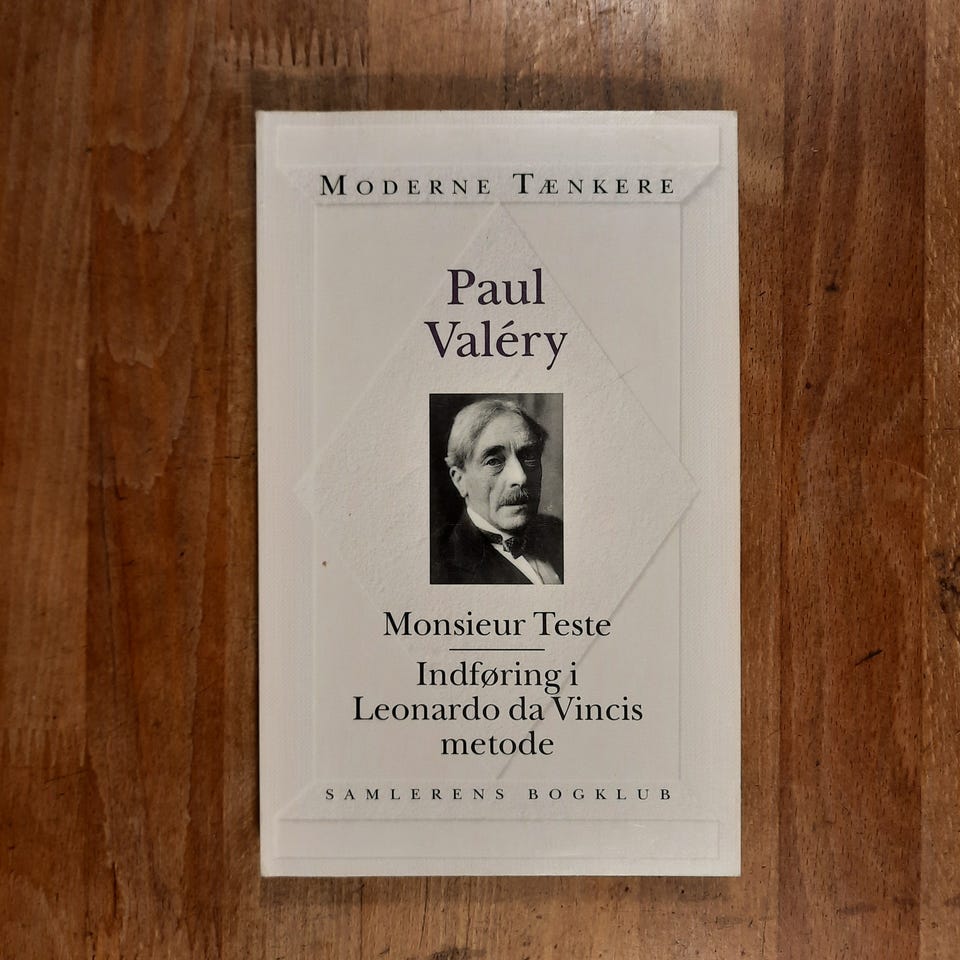 MODERNE TÆNKERE
Paul
Valéry
Monsieur Teste
Indføring i
Leonardo da Vincis
metode
SAMLERENS BOGKLUB